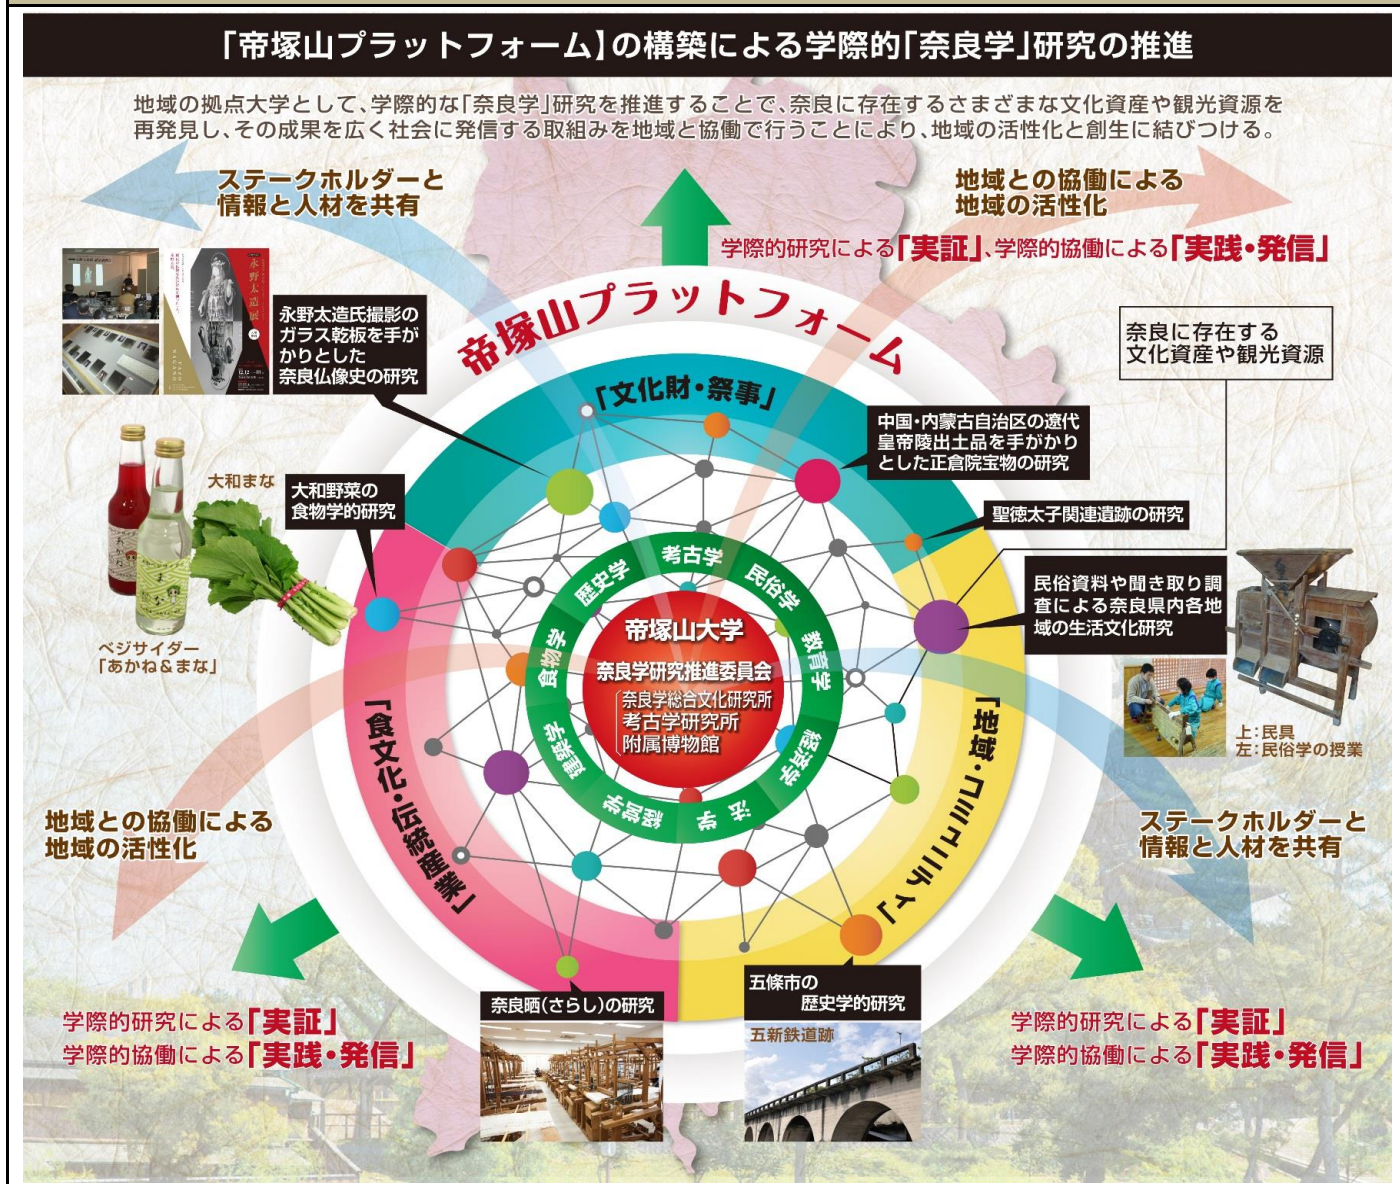 「帝塚山プラットフォーム】の構築による学際的「奈良学」研究の推進
地域の拠点大学として、学際的な「奈良学」研究を推進することで、奈良に存在するさまざまな文化資産や観光資源を
再発見し、その成果を広く社会に発信する取組みを地域と協働で行うことにより、地域の活性化と創生に結びつける。
ステークホルダーと
情報と人材を共有
地域との協働による
地域の活性化
学際的研究による「実証」、学際的協働による「実践・発信」
帝塚山プラットフォーム
永野太造展
永野太造氏撮影の
ガラス乾板を手が
かりとした
奈良仏像史の研究
奈良に存在する
文化資産や観光資源
「文化財・祭事」
中国・内蒙古自治区の遼代
皇帝陵出土品を手がかり
とした正倉院宝物の研究
大和まな
大和野菜の
食物学的研究
聖徳太子関連遺跡の研究
民俗資料や聞き取り調
査による奈良県内各地
域の生活文化研究
あかね
まな
ベジサイダー
「あかね&まな」
考古学
民俗学
教育学
経済学
法学
経営学
建築学
食物学
歴史学
帝塚山大学
奈良学研究推進委員会
奈良学総合文化研究所
考古学研究所
附属博物館
「食文化・伝統産業」
「地域・コミュニティ」
上:民具
左:民俗学の授業
地域との協働による
地域の活性化
ステークホルダーと
情報と人材を共有
奈良晒(さらし)の研究
五條市の
歴史学的研究
五新鉄道跡
学際的研究による「実証」
学際的協働による「実践・発信」
学際的研究による「実証」
学際的協働による「実践・発信」